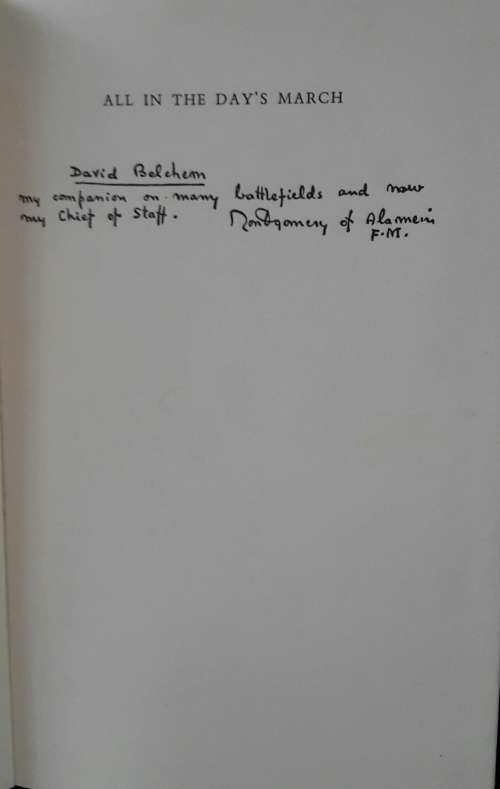 ALL IN THE DAY'S MARCH
David Belchem
my companion on many battlefields and now
my Chief of Staff. Montgomery of Alamein
F.M.